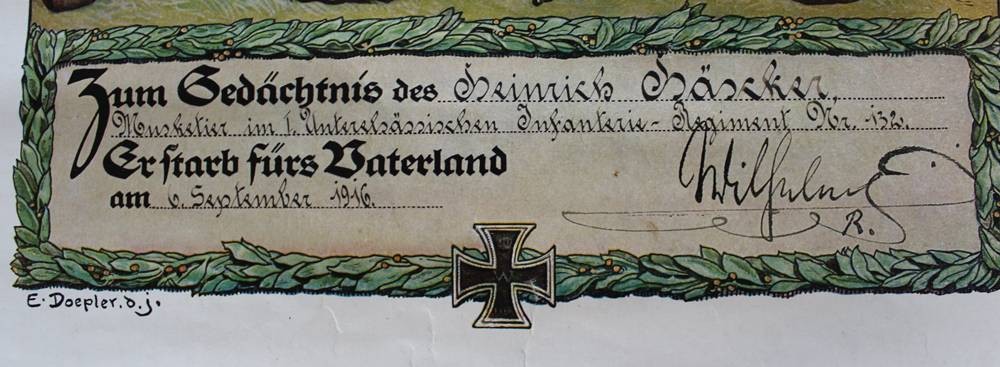 Zum Gedächtnis des Heinrich Häscker,
Musketier im 1. Unterelsässischen Infanterie-Regiment Nr. 132.
Er starb fürs Vaterland
am 6. September 1916.
Wilhelm
R.
W
E. Doepler. d. j.